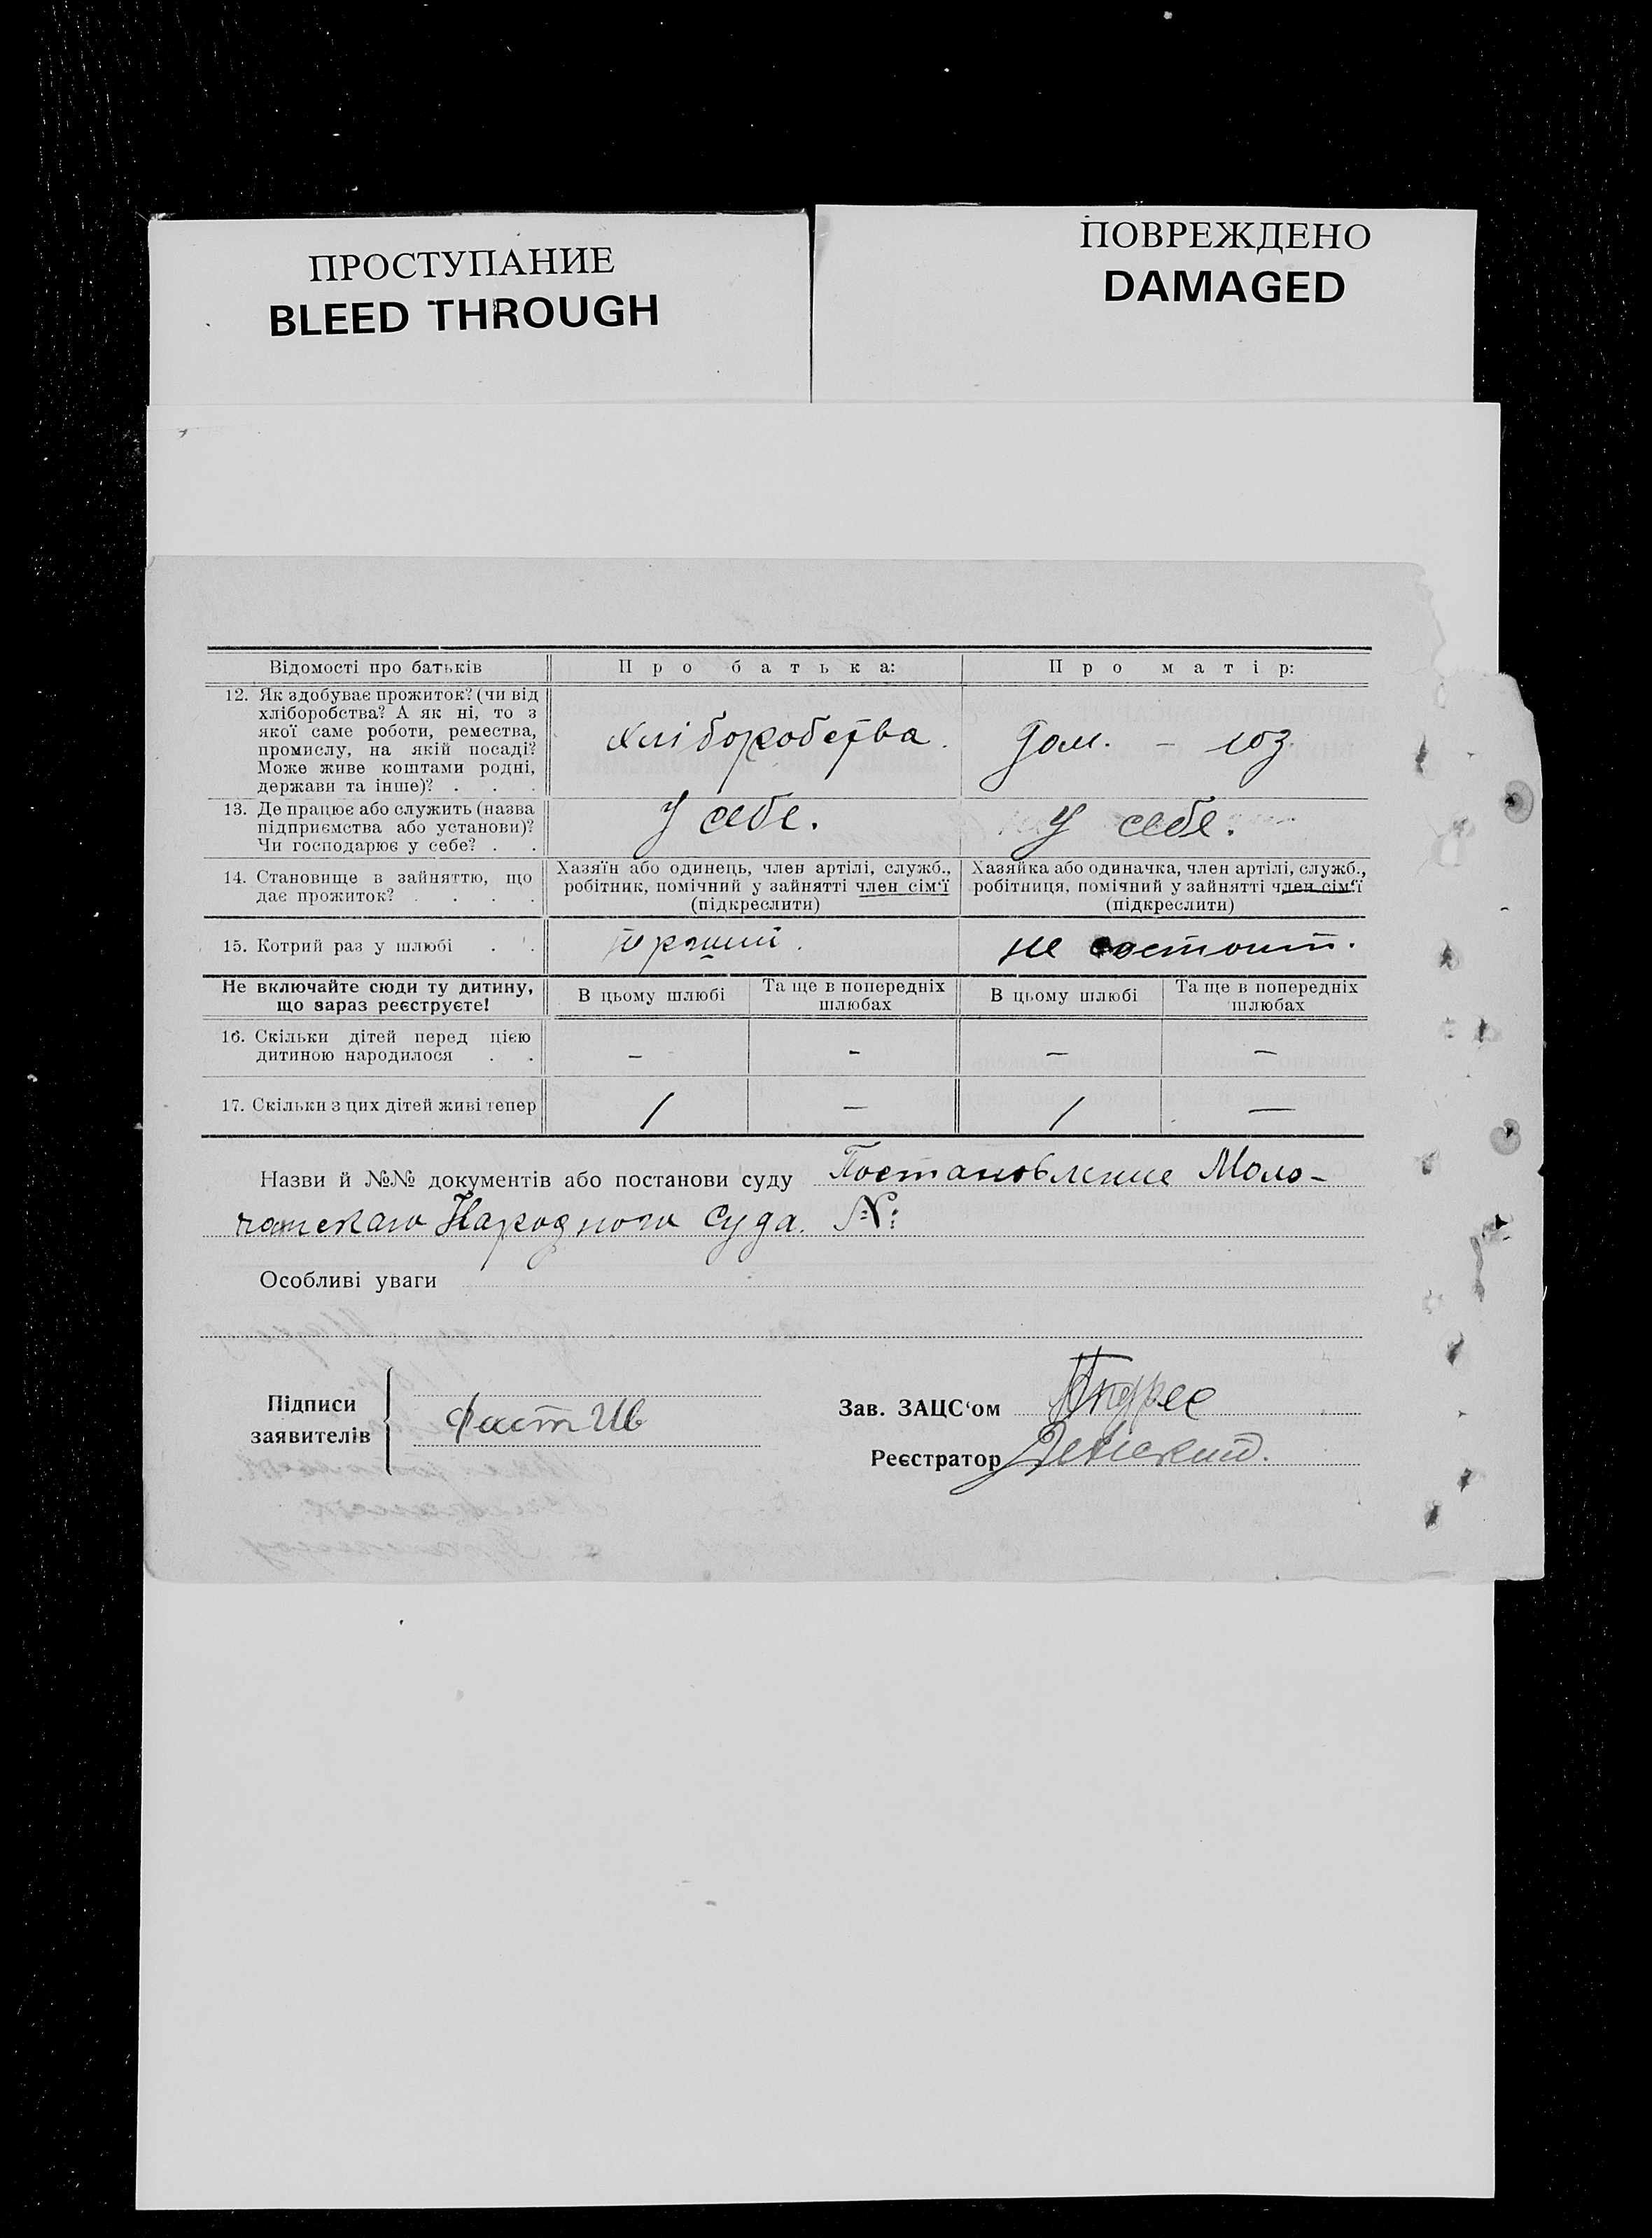 ПРОСТУПАНИЕ
BLEED THROUGH
ПОВРЕЖДЕНО
DAMAGED
Відомості про батьків
Про батька:
Про матір:
12. Як здобуває прожиток? (чи від
хліборобства? А як ні, то з
якої саме роботи, ремества,
промислу, на якій посаді?
Може живе коштами родні,
держави та інше)? . . .
хліборобства.
Дом. - юз
13. Де працює або служить (назва
підприємства або установи)?
Чи господарює у себе? . .
У себе.
У себе.
14. Становище в зайняттю, що
дає прожиток? . . . .
Хазяїн або одинець, член артілі, служб.,
робітник, помічний у зайнятті член сім'ї
(підкреслити)
Хазяйка або одиначка, член артілі, служб.,
робітниця, помічний у зайнятті член сім'ї
(підкреслити)
15. Котрий раз у шлюбі . .
не состоит.
Не включайте сюди ту дитину,
що зараз реєструєте!
В цьому шлюбі
Та ще в попередніх
шлюбах
В цьому шлюбі
Та ще в попередніх
шлюбах
16. Скільки дітей перед цією
дитиною народилося . .
– – – –
17. Скільки з цих дітей живі тепер
/ – / –
Назви й №№ документів або постанови суду Постановление Моло-
чанскаго Народного Суда. №:
Особливі уваги
Підписи
заявителів
Фаст Ив
Зав. ЗАЦС'ом Андрес
Реєстратор